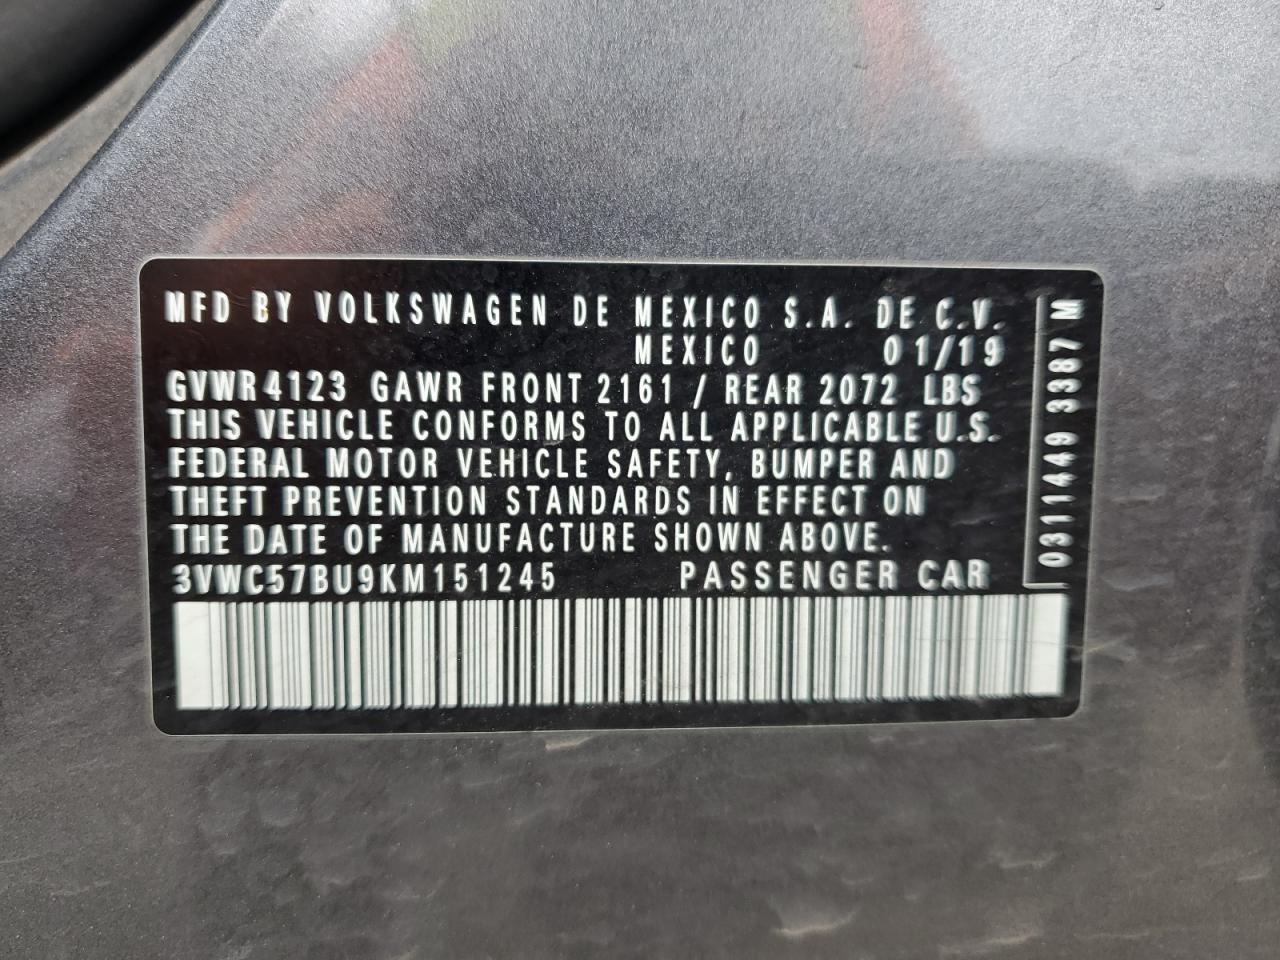 MFD BY VOLKSWAGEN DE MEXICO S.A. DE C.V.
MEXICO 01/19
GVWR 4123 GAWR FRONT 2161 / REAR 2072 LBS
THIS VEHICLE CONFORMS TO ALL APPLICABLE U.S.
FEDERAL MOTOR VEHICLE SAFETY, BUMPER AND
THEFT PREVENTION STANDARDS IN EFFECT ON
THE DATE OF MANUFACTURE SHOWN ABOVE.
3VWC57BU9KM151245 PASSENGER CAR
0311449 3387 M